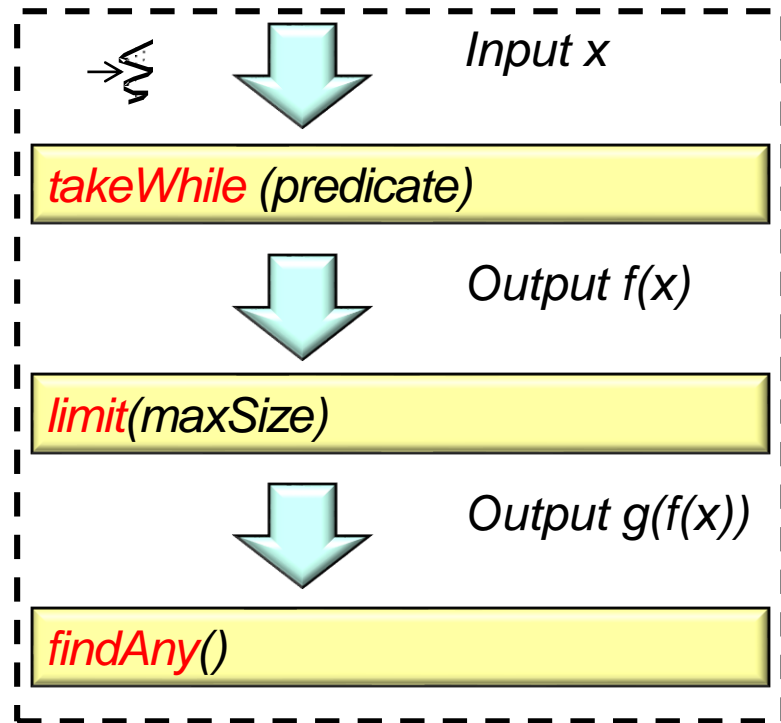 Input x
takeWhile (predicate)
Output f(x)
limit(maxSize)
Output g(f(x))
findAny()